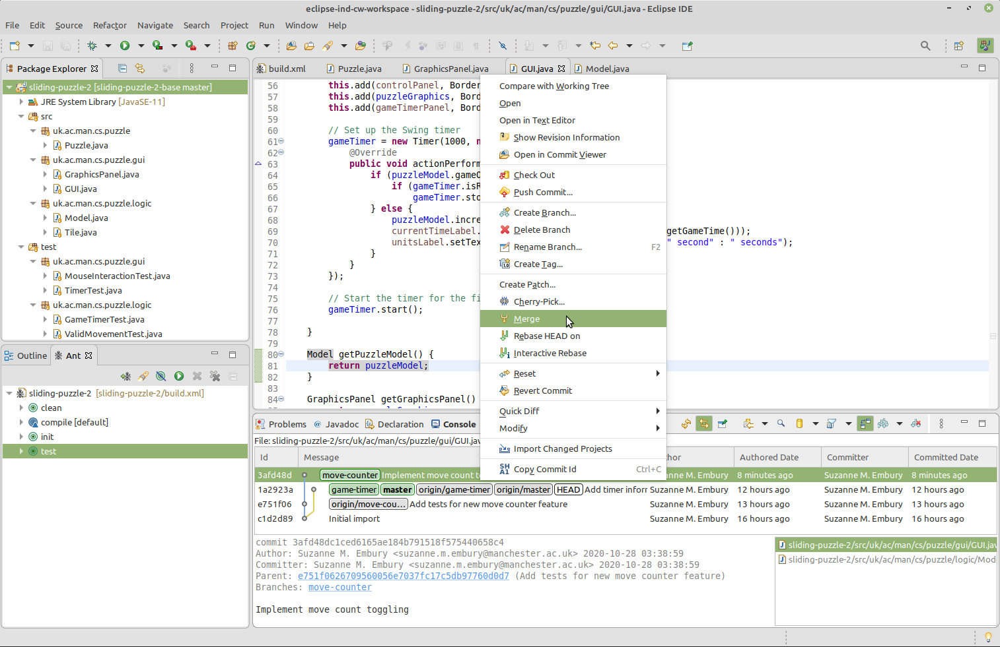 eclipse-ind-cw-workspace - sliding-puzzle-2/src/uk/ac/man/cs/puzzle/gui/GUI.java - Eclipse IDE
File Edit Source Refactor Navigate Search Project Run Window Help
Package Explorer
sliding-puzzle-2 [sliding-puzzle-2-base master]
JRE System Library [JavaSE-11]
src
uk.ac.man.cs.puzzle
Puzzle.java
uk.ac.man.cs.puzzle.gui
GraphicsPanel.java
GUI.java
uk.ac.man.cs.puzzle.logic
Model.java
Tile.java
test
uk.ac.man.cs.puzzle.gui
MouseInteractionTest.java
TimerTest.java
uk.ac.man.cs.puzzle.logic
GameTimerTest.java
ValidMovementTest.java
Outline Ant
sliding-puzzle-2 [sliding-puzzle-2/build.xml]
clean
compile [default]
init
test
build.xml Puzzle.java GraphicsPanel.java GUI.java Model.java
56 this.add(controlPanel, Border
57 this.add(puzzleGraphics, Bord
58 this.add(gameTimerPanel, Bord
59
60 // Set up the Swing timer
61 gameTimer = new Timer(1000, n
62 @Override
63 public void actionPerform
64 if (puzzleModel.gameO
65 if (gameTimer.isR
66 gameTimer.sto
67 } else {
68 puzzleModel.incre
69 currentTimeLabel. getGameTime()));
70 unitsLabel.setTex " second" : " seconds");
71 }
72 }
73 });
74
75 // Start the timer for the fi
76 gameTimer.start();
77
78 }
79
80 Model getPuzzleModel() {
81 return puzzleModel;
82 }
83
84 GraphicsPanel getGraphicsPanel()
Compare with Working Tree
Open
Open in Text Editor
Show Revision Information
Open in Commit Viewer
Check Out
Push Commit...
Create Branch...
Delete Branch
Rename Branch... F2
Create Tag...
Create Patch...
Cherry-Pick...
Merge
Rebase HEAD on
Interactive Rebase
Reset
Revert Commit
Quick Diff
Modify
Import Changed Projects
SHA1 Copy Commit Id Ctrl+C
Problems @ Javadoc Declaration Console
File: sliding-puzzle-2/src/uk/ac/man/cs/puzzle/gui/GUI.jav
Id Message hor Authored Date Committer Committed Date
3afd48d move-counter Implement move count t nne M. Embury 8 minutes ago Suzanne M. Embury 8 minutes ago
1a2923a game-timer master origin/game-timer origin/master HEAD Add timer inforr Suzanne M. Embury 12 hours ago Suzanne M. Embury 12 hours ago
e751f06 origin/move-cou... Add tests for new move counter feature Suzanne M. Embury 13 hours ago Suzanne M. Embury 13 hours ago
c1d2d89 Initial import Suzanne M. Embury 16 hours ago Suzanne M. Embury 16 hours ago
commit 3afd48dc1ced6165ae184b791518f575440658c4
Author: Suzanne M. Embury <suzanne.m.embury@manchester.ac.uk> 2020-10-28 03:38:59
Committer: Suzanne M. Embury <suzanne.m.embury@manchester.ac.uk> 2020-10-28 03:38:59
Parent: e751f0626709560056e7037fc17c5db97760d0d7 (Add tests for new move counter feature)
Branches: move-counter
Implement move count toggling
sliding-puzzle-2/src/uk/ac/man/cs/puzzle/gui/GUI.jav
sliding-puzzle-2/src/uk/ac/man/cs/puzzle/logic/Mod